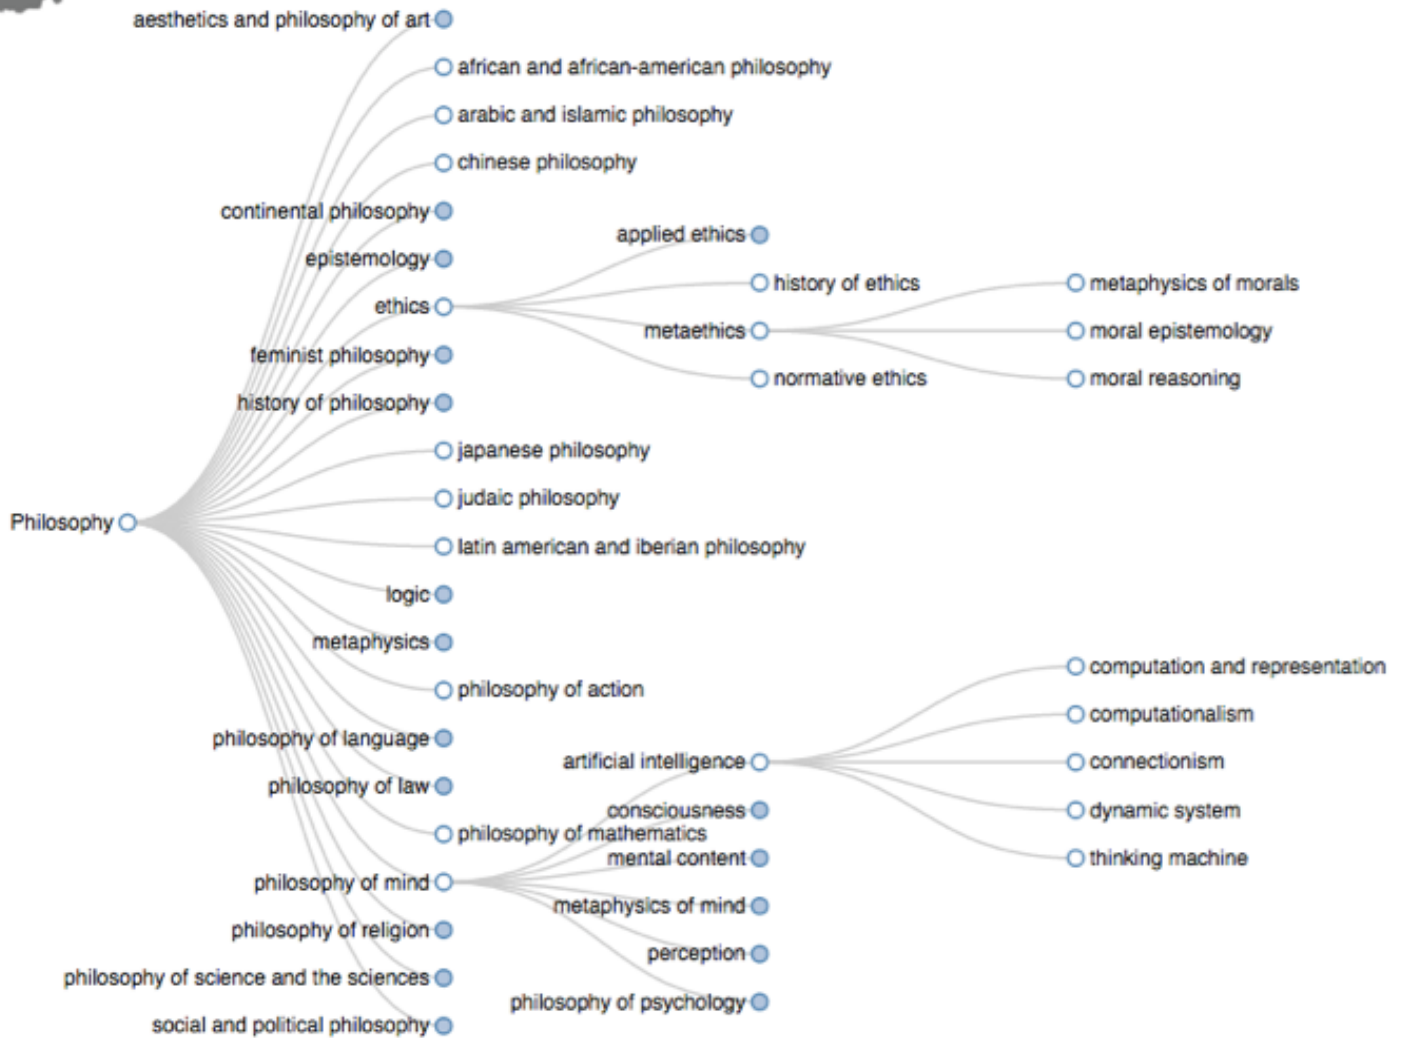 aesthetics and philosophy of art
african and african-american philosophy
arabic and islamic philosophy
chinese philosophy
continental philosophy
applied ethics
epistemology
history of ethics
metaphysics of morals
ethics
metaethics
moral epistemology
feminist philosophy
normative ethics
moral reasoning
history of philosophy
japanese philosophy
judaic philosophy
Philosophy
latin american and iberian philosophy
logic
metaphysics
computation and representation
philosophy of action
computationalism
philosophy of language
artificial intelligence
connectionism
philosophy of law
consciousness
dynamic system
philosophy of mathematics
mental content
thinking machine
philosophy of mind
metaphysics of mind
philosophy of religion
perception
philosophy of science and the sciences
philosophy of psychology
social and political philosophy